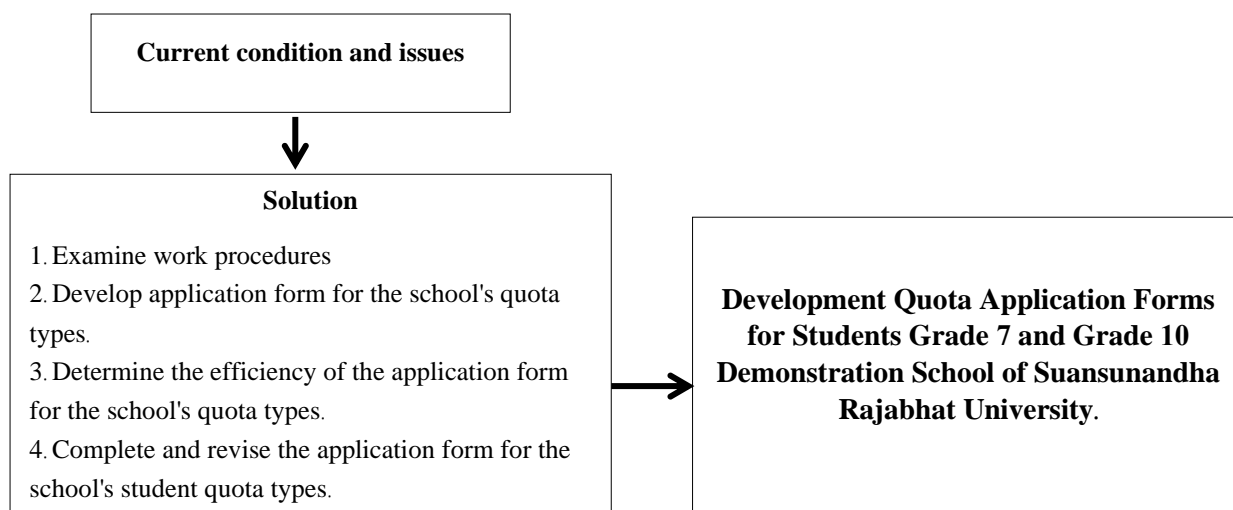 Current condition and issues
Solution
1. Examine work procedures
2. Develop application form for the school's quota
types.
3. Determine the efficiency of the application form
for the school's quota types.
4. Complete and revise the application form for the
school's student quota types.
Development Quota Application Forms
for Students Grade 7 and Grade 10
Demonstration School of Suansunandha
Rajabhat University.